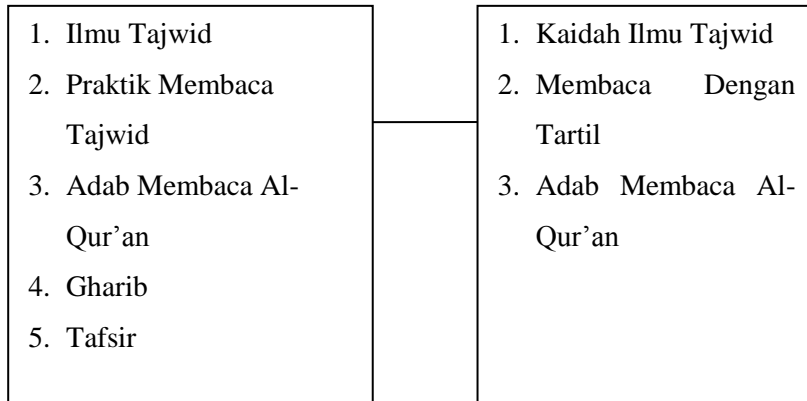 1. Ilmu Tajwid
2. Praktik Membaca
Tajwid
3. Adab Membaca Al-
Qur’an
4. Gharib
5. Tafsir
1. Kaidah Ilmu Tajwid
2. Membaca Dengan
Tartil
3. Adab Membaca Al-
Qur’an